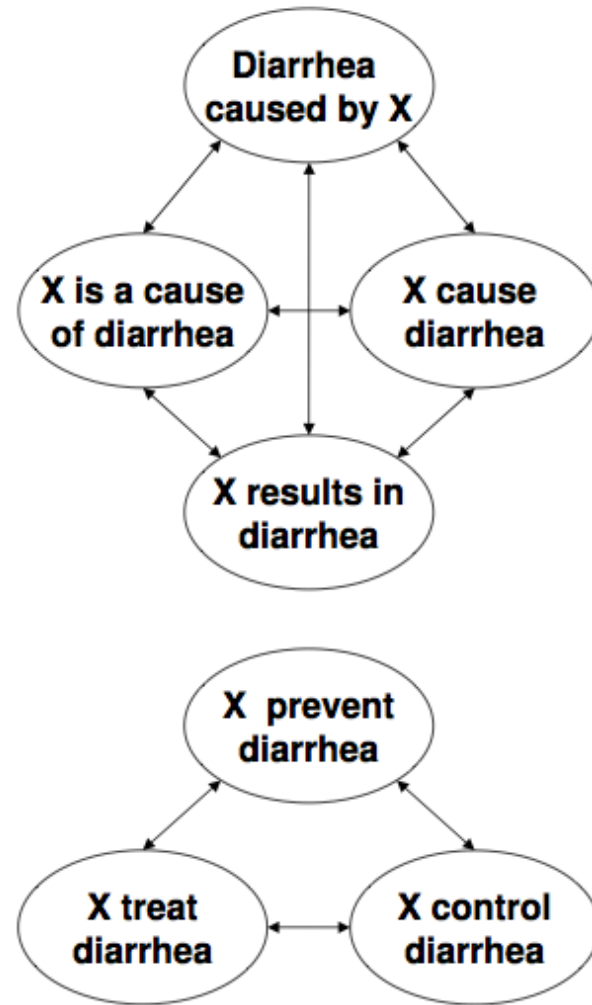 Diarrhea
caused by X
X is a cause
of diarrhea
X cause
diarrhea
X results in
diarrhea
X prevent
diarrhea
X treat
diarrhea
X control
diarrhea